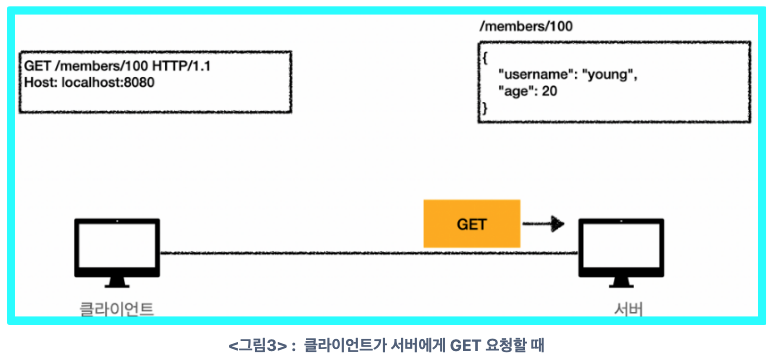 /members/100
GET /members/100 HTTP/1.1
Host: localhost:8080
{
"username": "young",
"age": 20
}
GET
클라이언트
서버
<그림3> : 클라이언트가 서버에게 GET 요청할 때